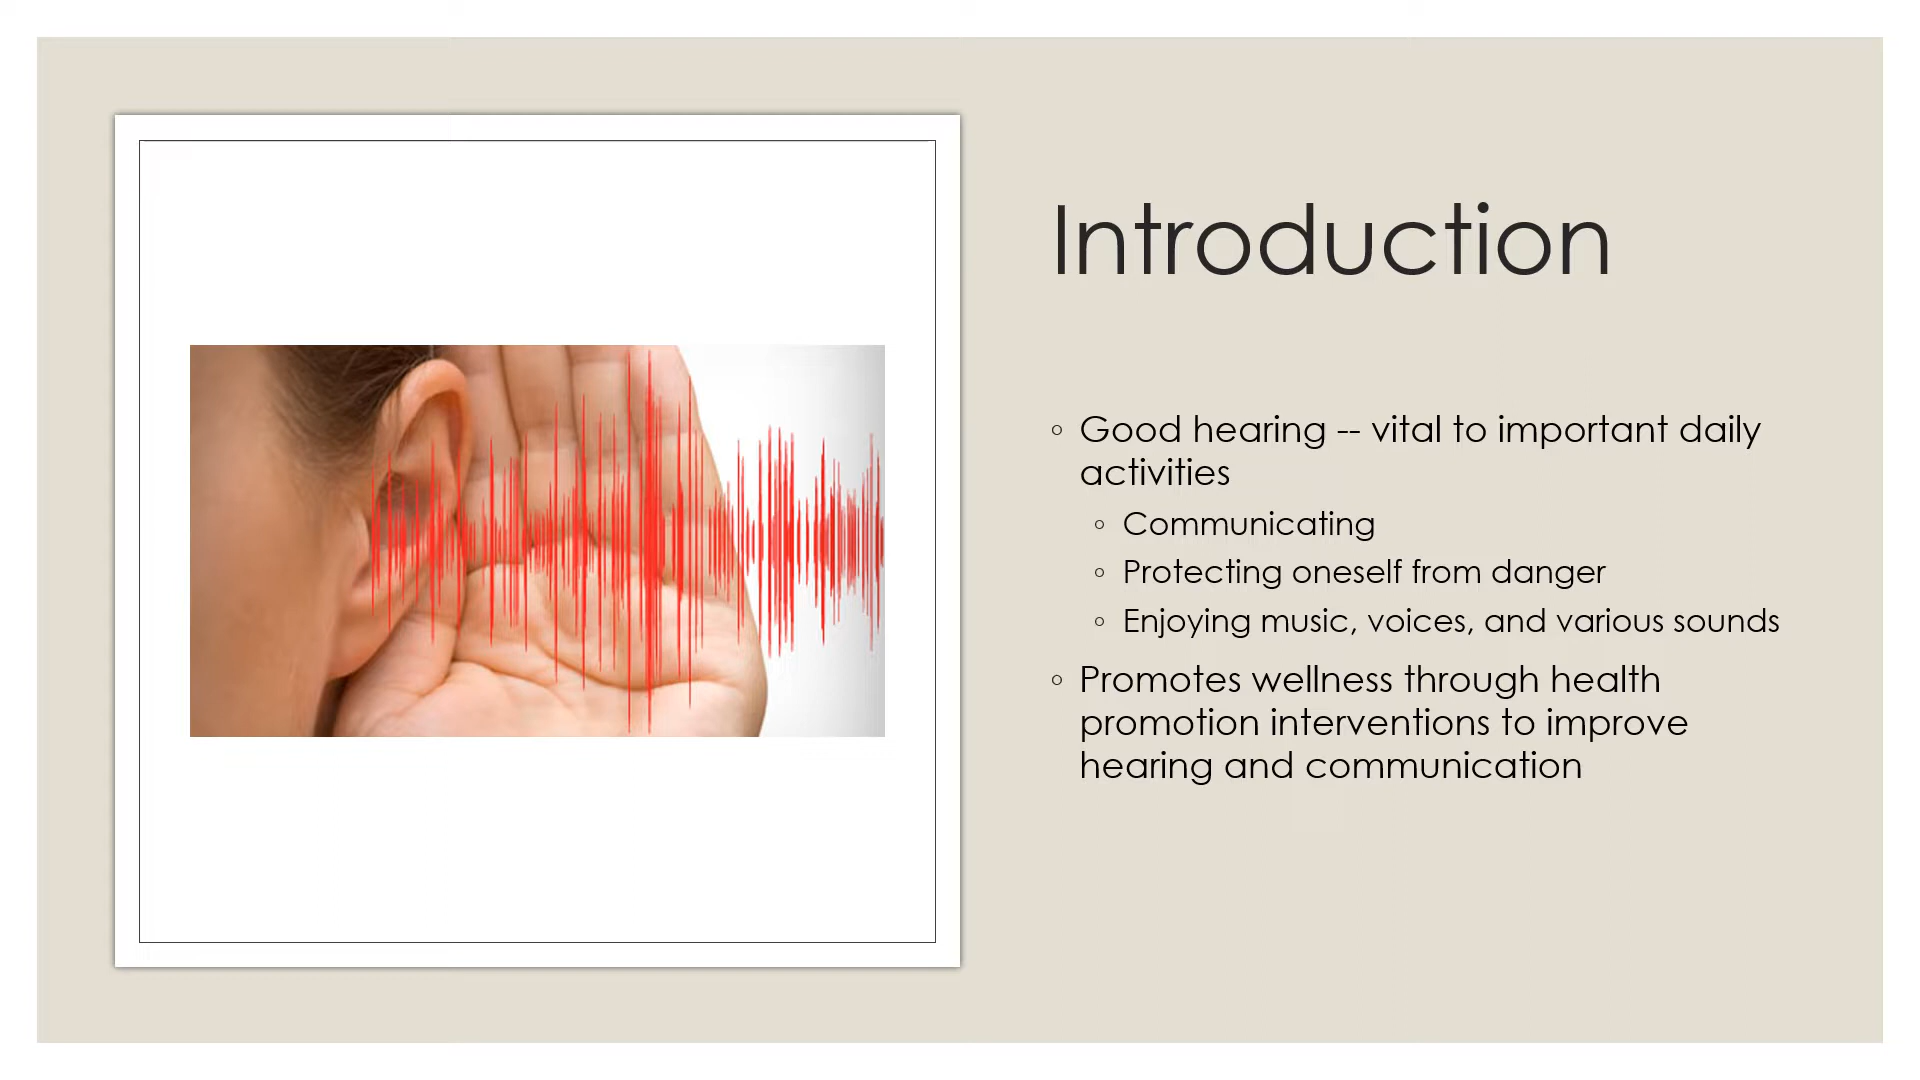 Introduction
◦ Good hearing -- vital to important daily
activities
◦ Communicating
◦ Protecting oneself from danger
◦ Enjoying music, voices, and various sounds
◦ Promotes wellness through health
promotion interventions to improve
hearing and communication